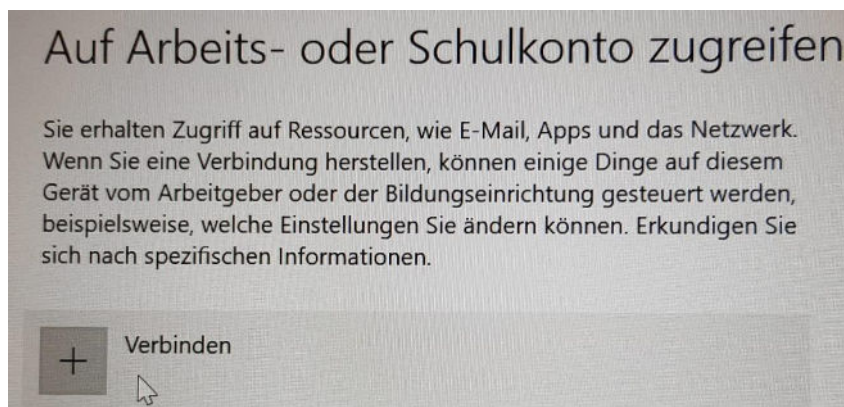 Auf Arbeits- oder Schulkonto zugreifen
Sie erhalten Zugriff auf Ressourcen, wie E-Mail, Apps und das Netzwerk.
Wenn Sie eine Verbindung herstellen, können einige Dinge auf diesem
Gerät vom Arbeitgeber oder der Bildungseinrichtung gesteuert werden,
beispielsweise, welche Einstellungen Sie ändern können. Erkundigen Sie
sich nach spezifischen Informationen.
+ Verbinden